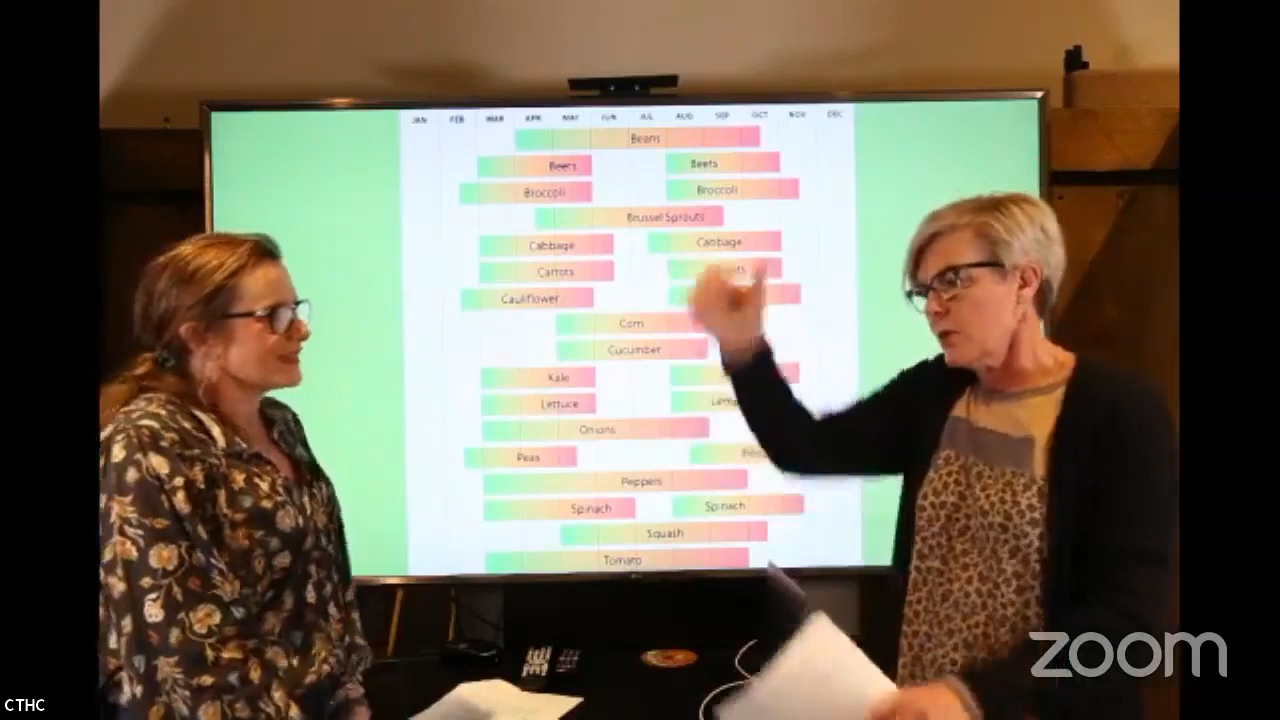 JAN FEB MAR APR MAY JUN JUL AUG SEP OCT NOV DEC
Beans
Beets Beets
Broccoli Broccoli
Brussel Sprouts
Cabbage Cabbage
Carrots
Cauliflower
Corn
Cucumber
Kale
Lettuce
Onions
Peas
Peppers
Spinach Spinach
Squash
Tomato
zoom
CTHC